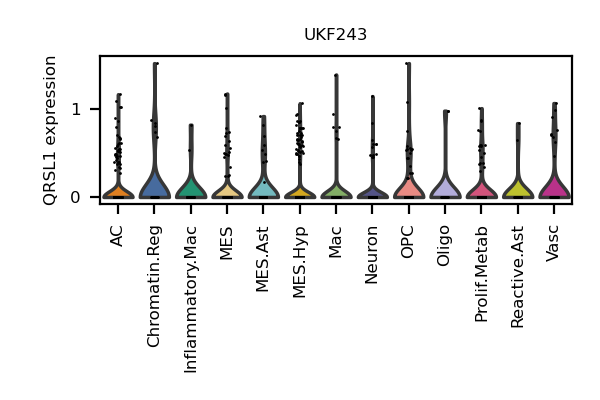 UKF243
QRSL1 expression
1
0
AC
Chromatin.Reg
Inflammatory.Mac
MES
MES.Ast
MES.Hyp
Mac
Neuron
OPC
Oligo
Prolif.Metab
Reactive.Ast
Vasc